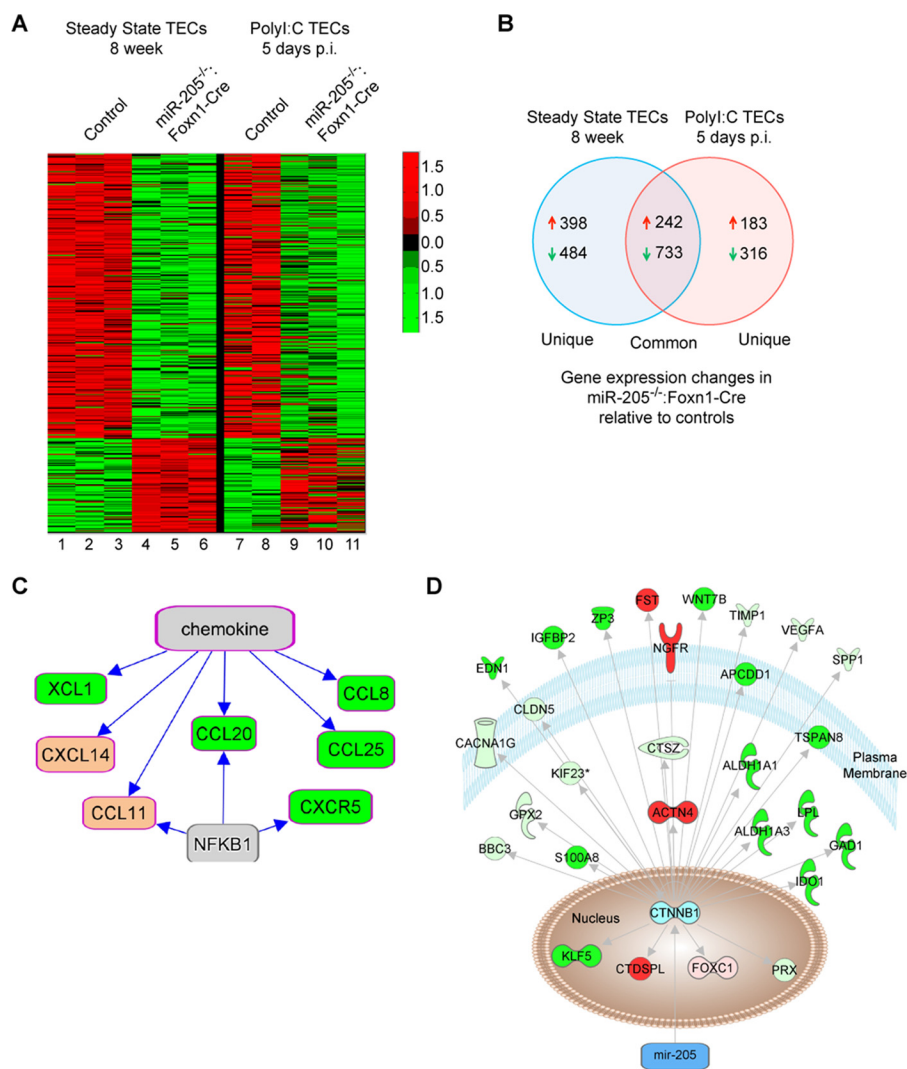 A
Steady State TECs
8 week
PolyI:C TECs
5 days p.i.
Control
miR-205-/-:
Foxn1-Cre
Control
miR-205-/-:
Foxn1-Cre
1.5
1.0
0.5
0.0
0.5
1.0
1.5
1 2 3 4 5 6 7 8 9 10 11
B
Steady State TECs
8 week
PolyI:C TECs
5 days p.i.
↑398 ↑242 ↑183
↓484 ↓733 ↓316
Unique Common Unique
Gene expression changes in
miR-205-/-:Foxn1-Cre
relative to controls
C
chemokine
XCL1
CCL8
CXCL14
CCL20
CCL25
CCL11
CXCR5
NFKB1
D
FST
WNT7B
ZP3
TIMP1
IGFBP2
NGFR
VEGFA
EDN1
APCDD1
SPP1
CLDN5
CACNA1G
CTSZ
TSPAN8
KIF23*
ALDH1A1
Plasma
Membrane
GPX2
ACTN4
LPL
ALDH1A3
BBC3
S100A8
GAD1
IDO1
Nucleus
CTNNB1
KLF5
CTDSPL
FOXC1
PRX
mir-205